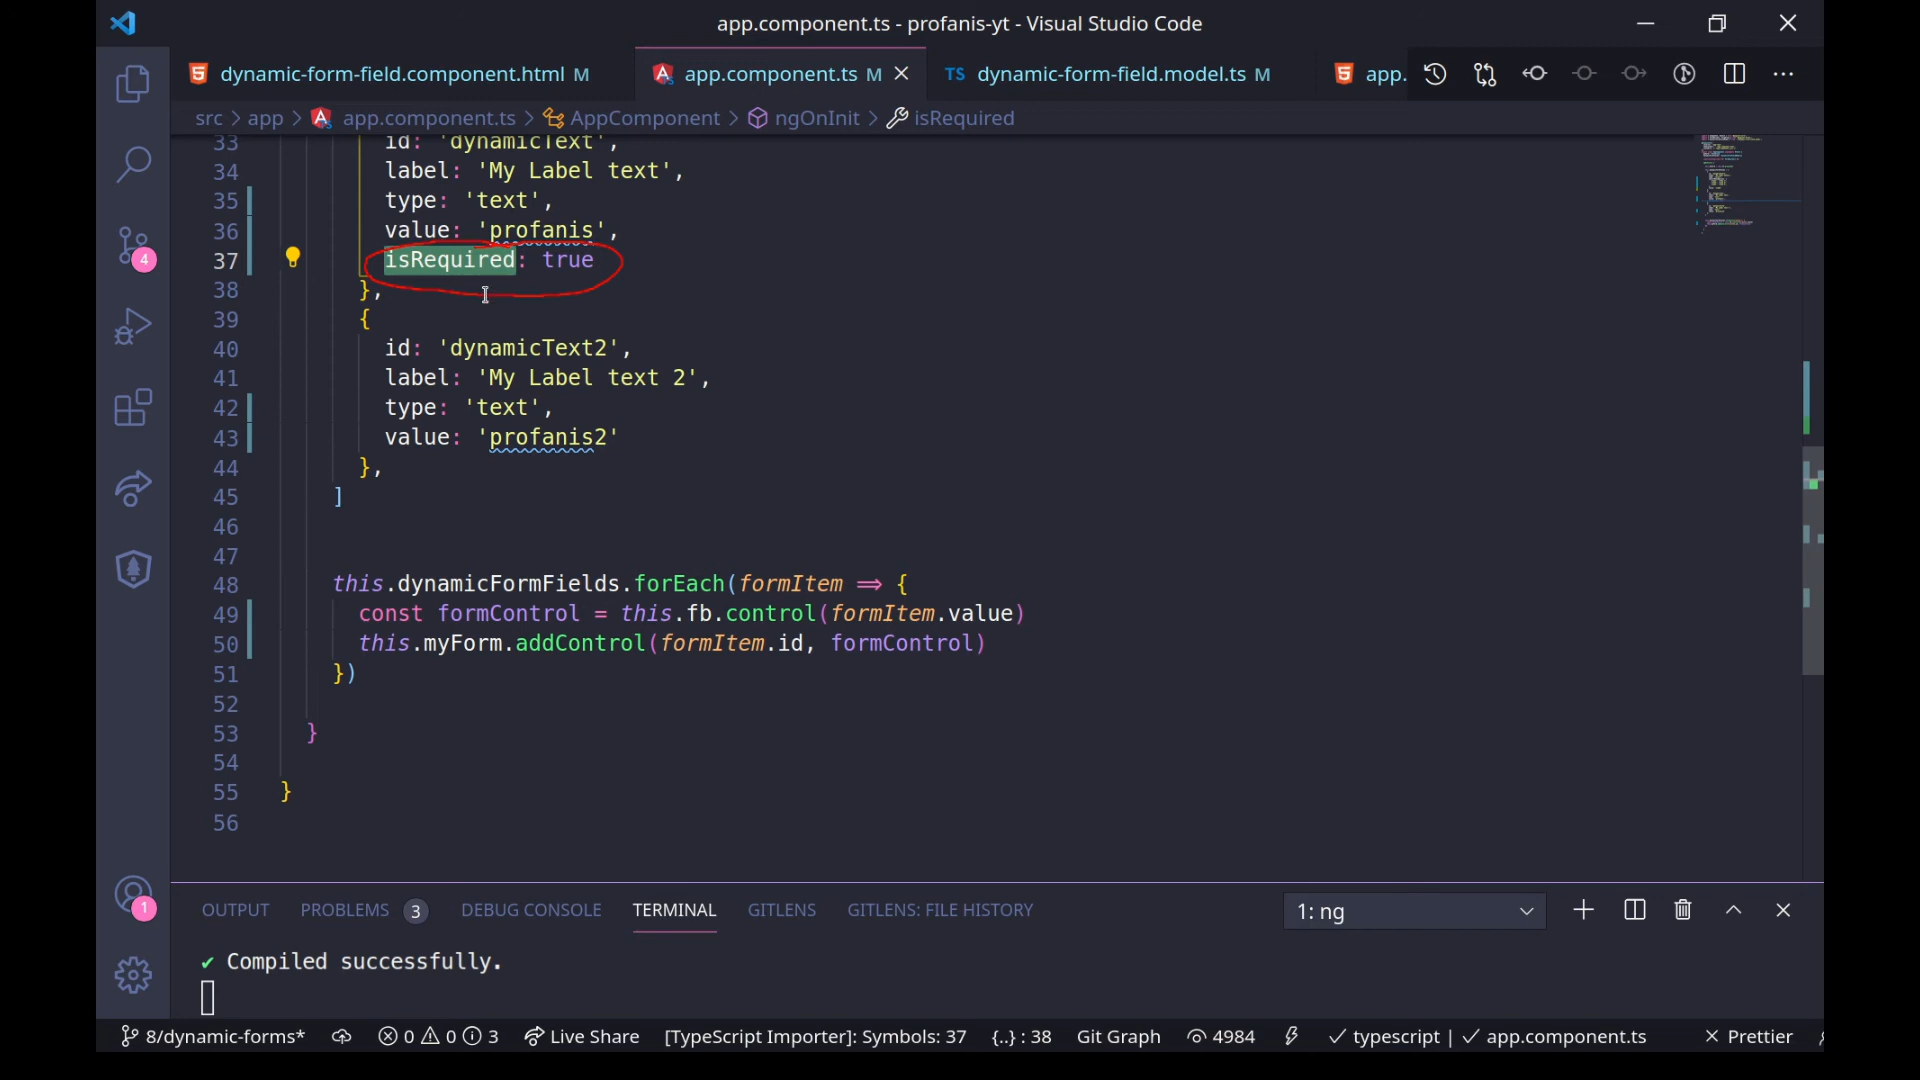 app.component.ts - profanis-yt - Visual Studio Code
dynamic-form-field.component.html M
app.component.ts M
TS dynamic-form-field.model.ts M
app.
src > app > app.component.ts > AppComponent > ngOnInit > isRequired
33 id: 'dynamicText',
34 label: 'My Label text',
35 type: 'text',
36 value: 'profanis',
37 isRequired: true
38 },
39 {
40 id: 'dynamicText2',
41 label: 'My Label text 2',
42 type: 'text',
43 value: 'profanis2'
44 },
45 ]
46
47
48 this.dynamicFormFields.forEach(formItem => {
49 const formControl = this.fb.control(formItem.value)
50 this.myForm.addControl(formItem.id, formControl)
51 })
52
53 }
54
55 }
56
4
1
OUTPUT PROBLEMS 3 DEBUG CONSOLE TERMINAL GITLENS GITLENS: FILE HISTORY 1: ng
✔ Compiled successfully.
8/dynamic-forms* 0 0 3 Live Share [TypeScript Importer]: Symbols: 37 {..} : 38 Git Graph 4984 ✓ typescript | ✓ app.component.ts × Prettier